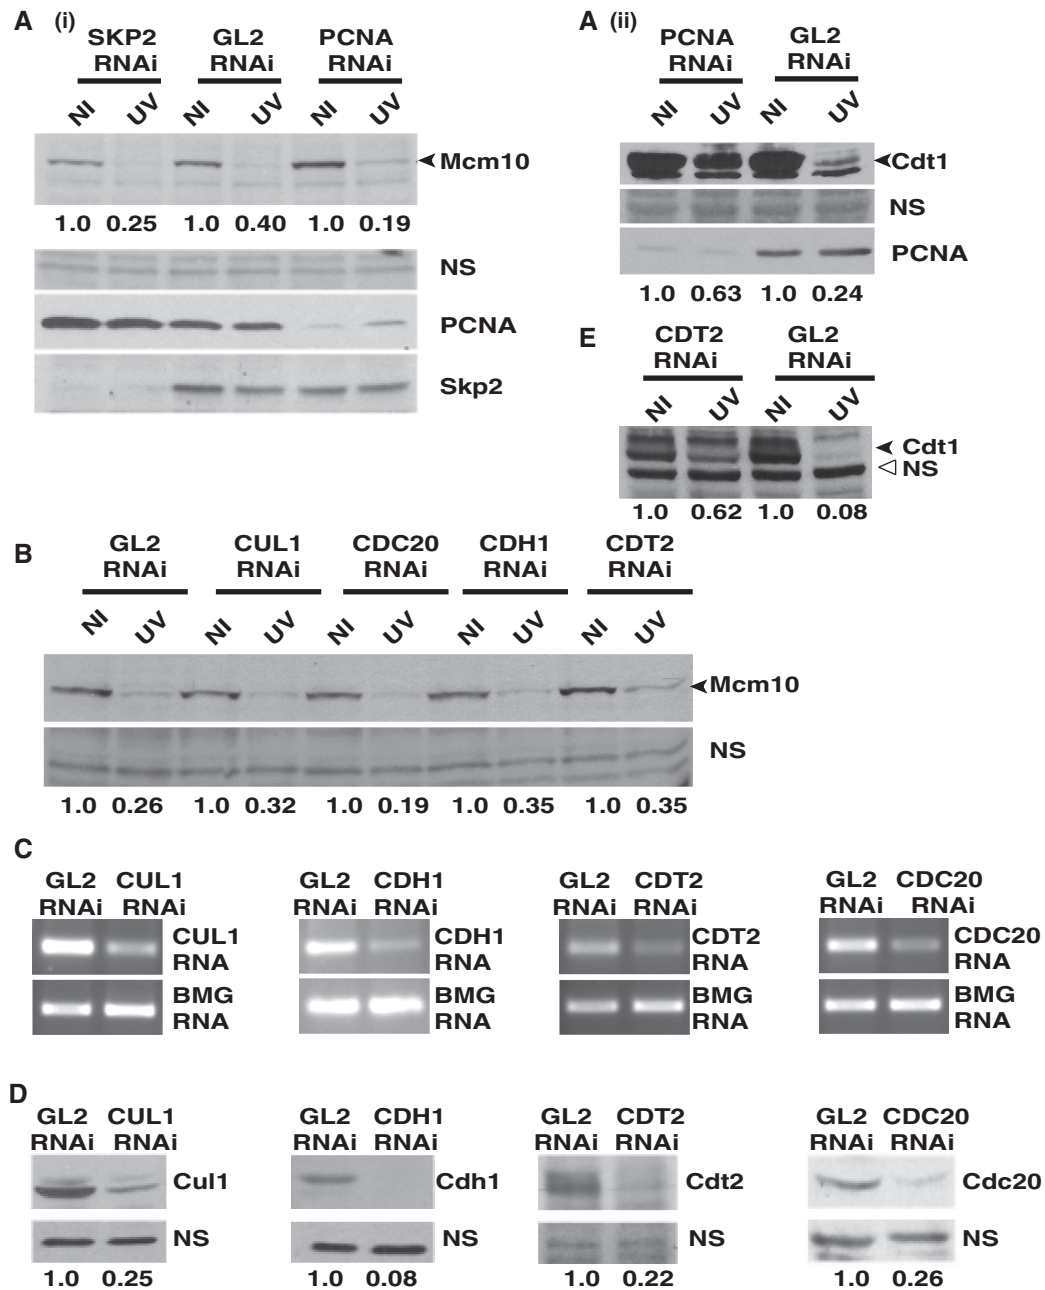 A (i)
SKP2 RNAi
GL2 RNAi
PCNA RNAi
NI UV NI UV NI UV
Mcm10
1.0 0.25 1.0 0.40 1.0 0.19
NS
PCNA
Skp2
A (ii)
PCNA RNAi
GL2 RNAi
NI UV NI UV
Cdt1
NS
PCNA
1.0 0.63 1.0 0.24
E
CDT2 RNAi
GL2 RNAi
NI UV NI UV
Cdt1
NS
1.0 0.62 1.0 0.08
B
GL2 RNAi
CUL1 RNAi
CDC20 RNAi
CDH1 RNAi
CDT2 RNAi
NI UV NI UV NI UV NI UV NI UV
Mcm10
NS
1.0 0.26 1.0 0.32 1.0 0.19 1.0 0.35 1.0 0.35
C
GL2 RNAi
CUL1 RNAi
CUL1 RNA
BMG RNA
GL2 RNAi
CDH1 RNAi
CDH1 RNA
BMG RNA
GL2 RNAi
CDT2 RNAi
CDT2 RNA
BMG RNA
GL2 RNAi
CDC20 RNAi
CDC20 RNA
BMG RNA
D
GL2 RNAi
CUL1 RNAi
Cul1
NS
1.0 0.25
GL2 RNAi
CDH1 RNAi
Cdh1
NS
1.0 0.08
GL2 RNAi
CDT2 RNAi
Cdt2
NS
1.0 0.22
GL2 RNAi
CDC20 RNAi
Cdc20
NS
1.0 0.26